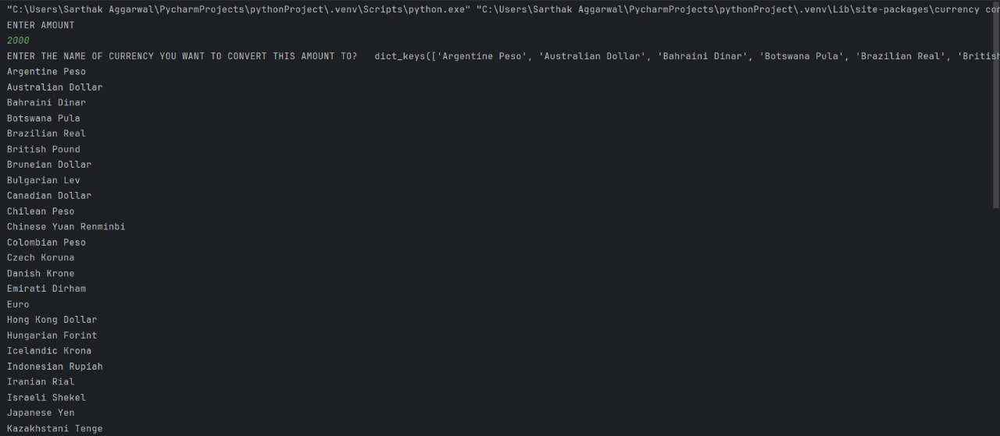 "C:\Users\Sarthak Aggarwal\PycharmProjects\pythonProject\.venv\Scripts\python.exe" "C:\Users\Sarthak Aggarwal\PycharmProjects\pythonProject\.venv\Lib\site-packages\currency con
ENTER AMOUNT
2000
ENTER THE NAME OF CURRENCY YOU WANT TO CONVERT THIS AMOUNT TO?   dict_keys(['Argentine Peso', 'Australian Dollar', 'Bahraini Dinar', 'Botswana Pula', 'Brazilian Real', 'British
Argentine Peso
Australian Dollar
Bahraini Dinar
Botswana Pula
Brazilian Real
British Pound
Bruneian Dollar
Bulgarian Lev
Canadian Dollar
Chilean Peso
Chinese Yuan Renminbi
Colombian Peso
Czech Koruna
Danish Krone
Emirati Dirham
Euro
Hong Kong Dollar
Hungarian Forint
Icelandic Krona
Indonesian Rupiah
Iranian Rial
Israeli Shekel
Japanese Yen
Kazakhstani Tenge